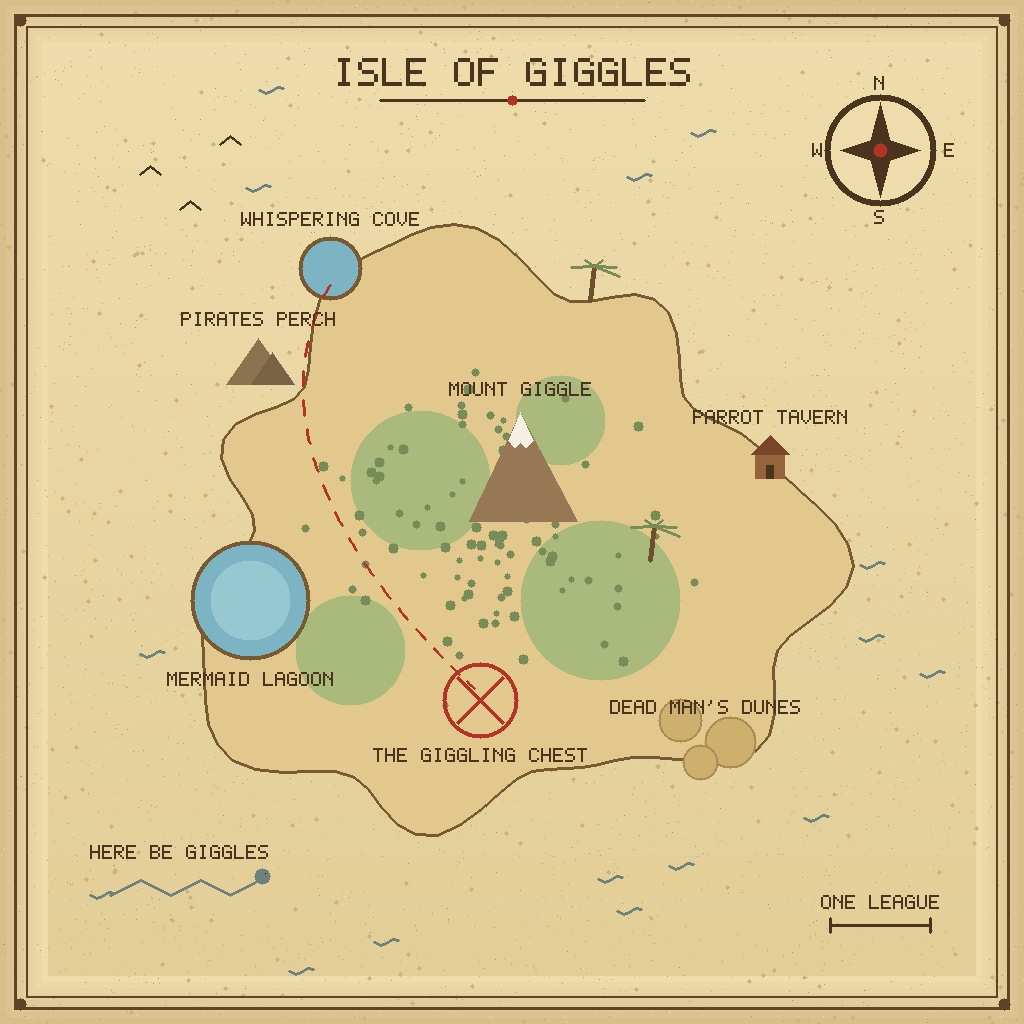 ISLE OF GIGGLES
N
W
E
S
WHISPERING COVE
PIRATES PERCH
MOUNT GIGGLE
PARROT TAVERN
MERMAID LAGOON
DEAD MAN'S DUNES
THE GIGGLING CHEST
HERE BE GIGGLES
ONE LEAGUE